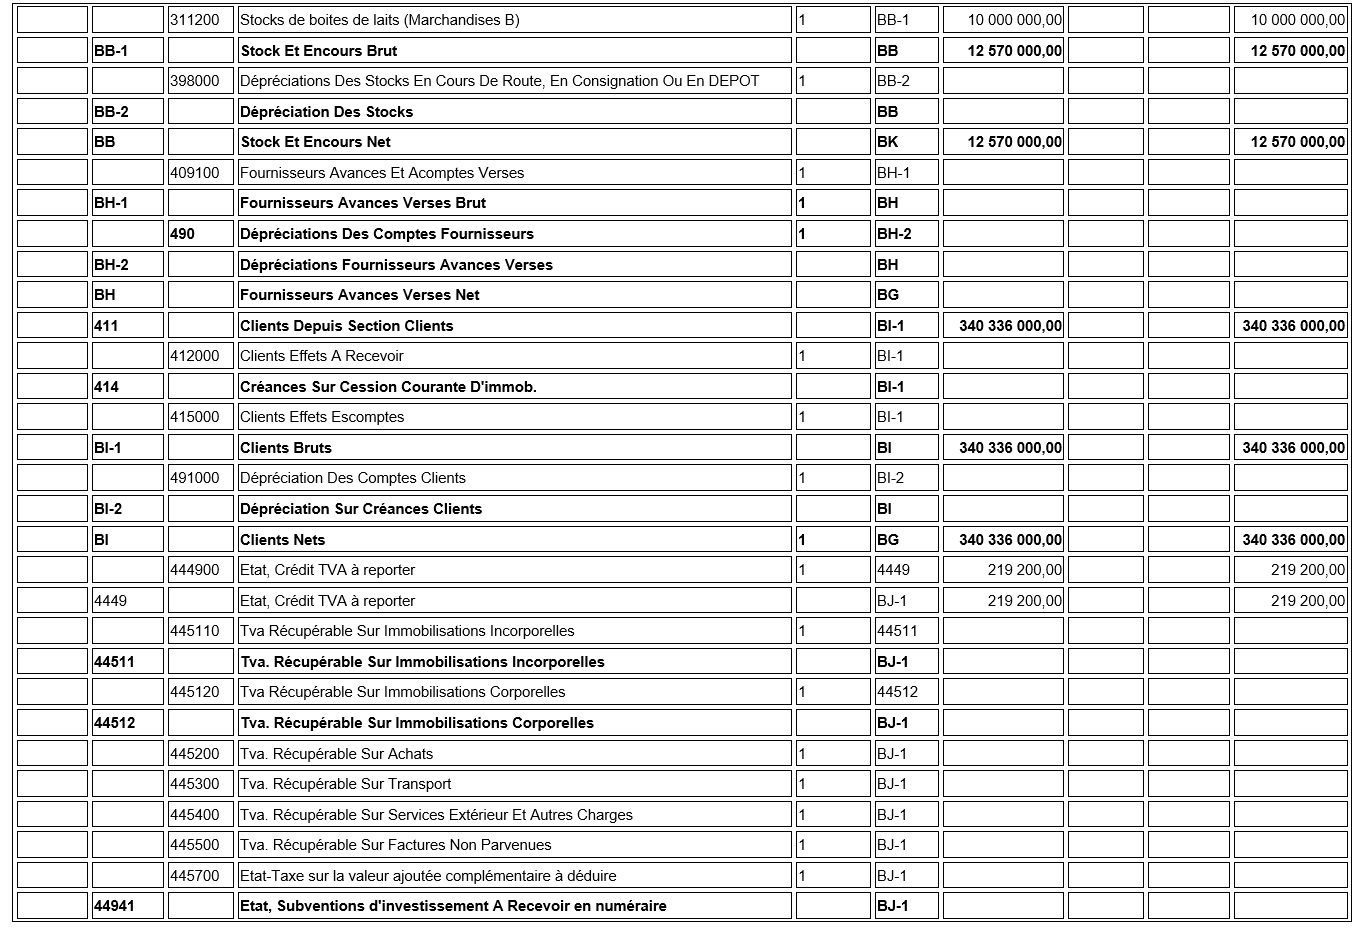 311200 Stocks de boites de laits (Marchandises B) 1 BB-1 10 000 000,00 10 000 000,00
BB-1 Stock Et Encours Brut BB 12 570 000,00 12 570 000,00
398000 Dépréciations Des Stocks En Cours De Route, En Consignation Ou En DEPOT 1 BB-2
BB-2 Dépréciation Des Stocks BB
BB Stock Et Encours Net BK 12 570 000,00 12 570 000,00
409100 Fournisseurs Avances Et Acomptes Verses 1 BH-1
BH-1 Fournisseurs Avances Verses Brut 1 BH
490 Dépréciations Des Comptes Fournisseurs 1 BH-2
BH-2 Dépréciations Fournisseurs Avances Verses BH
BH Fournisseurs Avances Verses Net BG
411 Clients Depuis Section Clients BI-1 340 336 000,00 340 336 000,00
412000 Clients Effets A Recevoir 1 BI-1
414 Créances Sur Cession Courante D'immob. BI-1
415000 Clients Effets Escomptes 1 BI-1
BI-1 Clients Bruts BI 340 336 000,00 340 336 000,00
491000 Dépréciation Des Comptes Clients 1 BI-2
BI-2 Dépréciation Sur Créances Clients BI
BI Clients Nets 1 BG 340 336 000,00 340 336 000,00
444900 Etat, Crédit TVA à reporter 1 4449 219 200,00 219 200,00
4449 Etat, Crédit TVA à reporter BJ-1 219 200,00 219 200,00
445110 Tva Récupérable Sur Immobilisations Incorporelles 1 44511
44511 Tva. Récupérable Sur Immobilisations Incorporelles BJ-1
445120 Tva Récupérable Sur Immobilisations Corporelles 1 44512
44512 Tva. Récupérable Sur Immobilisations Corporelles BJ-1
445200 Tva. Récupérable Sur Achats 1 BJ-1
445300 Tva. Récupérable Sur Transport 1 BJ-1
445400 Tva. Récupérable Sur Services Extérieur Et Autres Charges 1 BJ-1
445500 Tva. Récupérable Sur Factures Non Parvenues 1 BJ-1
445700 Etat-Taxe sur la valeur ajoutée complémentaire à déduire 1 BJ-1
44941 Etat, Subventions d'investissement A Recevoir en numéraire BJ-1